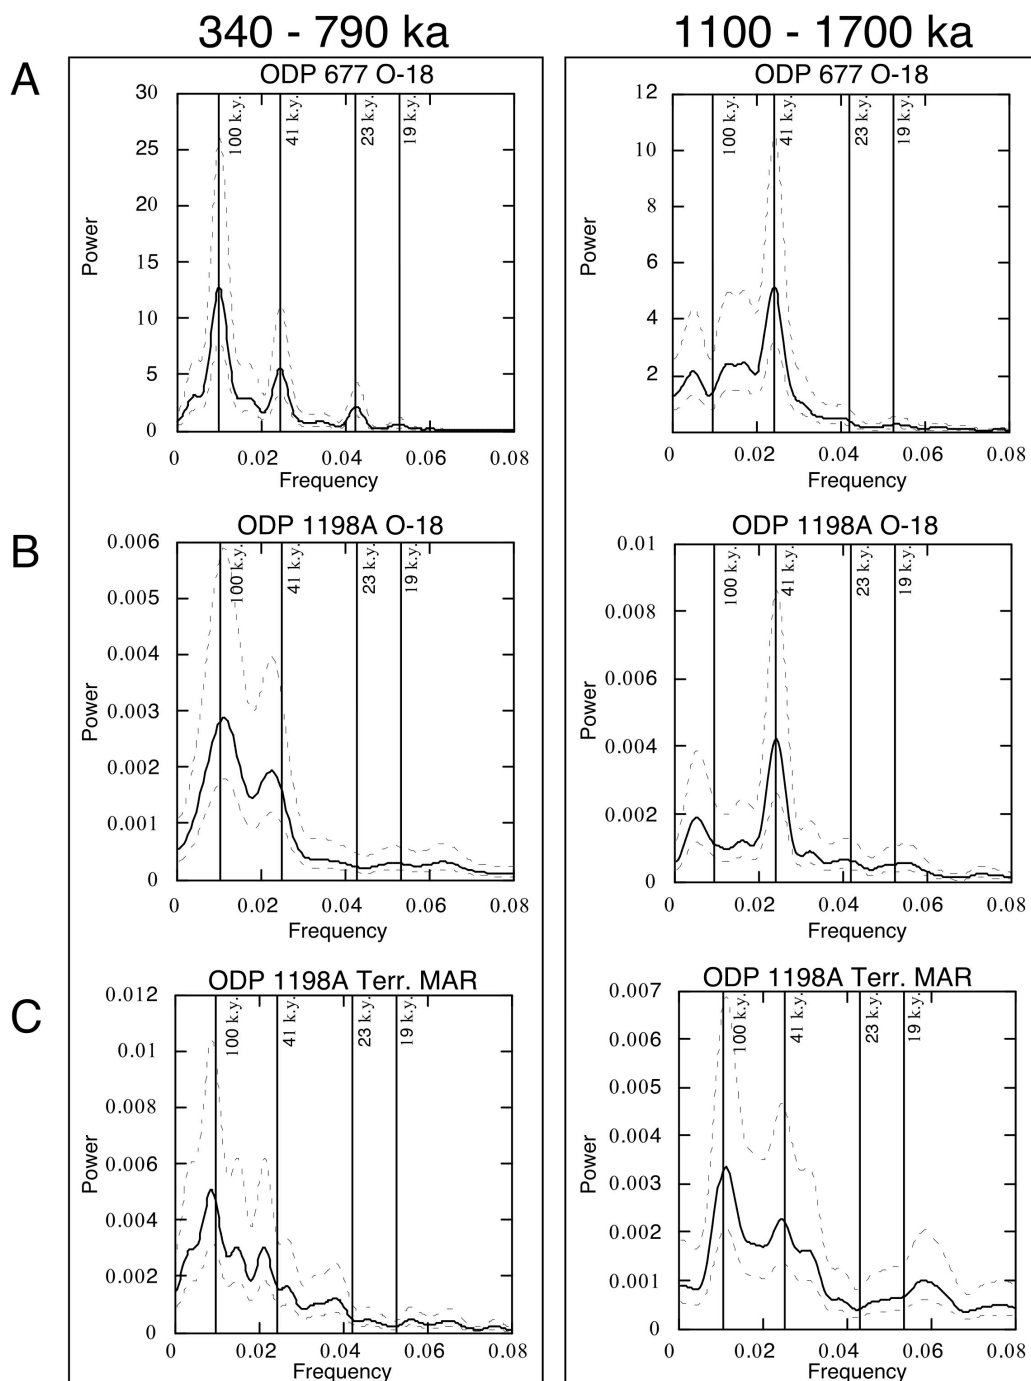 340 - 790 ka
1100 - 1700 ka
A
ODP 677 O-18
30
25
20
15
10
5
0
Power
100 k.y.
41 k.y.
23 k.y.
19 k.y.
0 0.02 0.04 0.06 0.08
Frequency
ODP 677 O-18
12
10
8
6
4
2
Power
100 k.y.
41 k.y.
23 k.y.
19 k.y.
0 0.02 0.04 0.06 0.08
Frequency
B
ODP 1198A O-18
0.006
0.005
0.004
0.003
0.002
0.001
0
Power
100 k.y.
41 k.y.
23 k.y.
19 k.y.
0 0.02 0.04 0.06 0.08
Frequency
ODP 1198A O-18
0.01
0.008
0.006
0.004
0.002
0
Power
100 k.y.
41 k.y.
23 k.y.
19 k.y.
0 0.02 0.04 0.06 0.08
Frequency
C
ODP 1198A Terr. MAR
0.012
0.01
0.008
0.006
0.004
0.002
0
Power
100 k.y.
41 k.y.
23 k.y.
19 k.y.
0 0.02 0.04 0.06 0.08
Frequency
ODP 1198A Terr. MAR
0.007
0.006
0.005
0.004
0.003
0.002
0.001
0
Power
100 k.y.
41 k.y.
23 k.y.
19 k.y.
0 0.02 0.04 0.06 0.08
Frequency